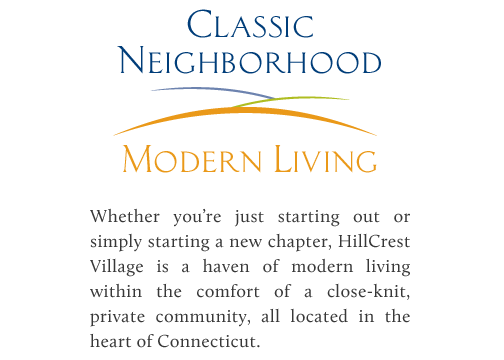 Classic
Neighborhood
Modern Living
Whether you’re just starting out or
simply starting a new chapter, HillCrest
Village is a haven of modern living
within the comfort of a close-knit,
private community, all located in the
heart of Connecticut.